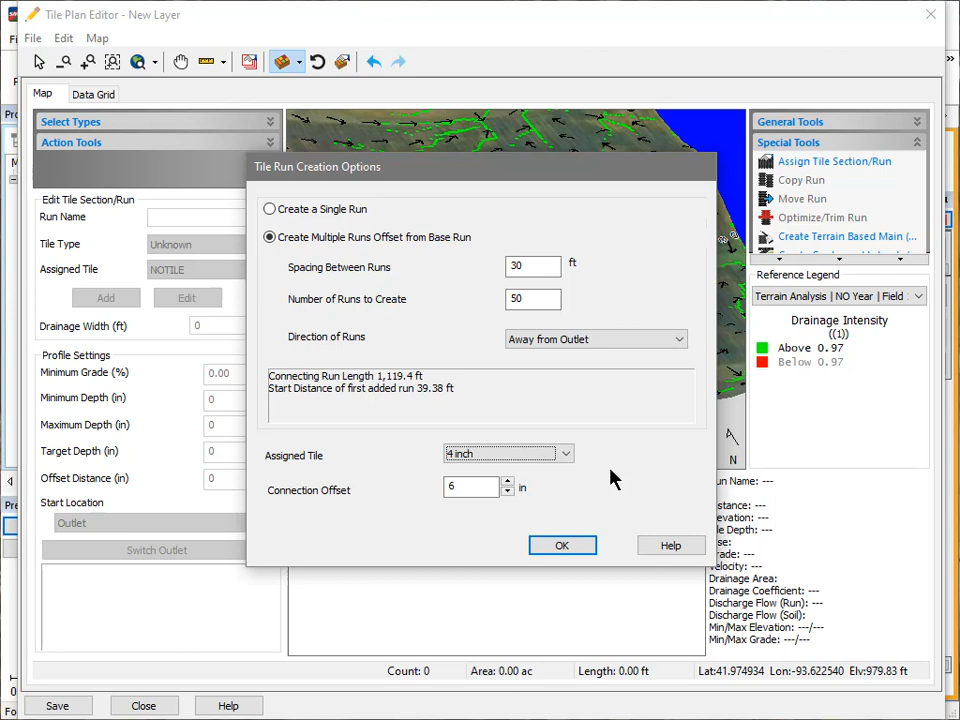 Tile Plan Editor - New Layer
File Edit Map
Map Data Grid
Select Types
Action Tools
Edit Tile Section/Run
Run Name
Tile Type Unknown
Assigned Tile NOTILE
Add Edit
Drainage Width (ft) 0
Profile Settings
Minimum Grade (%) 0.00
Minimum Depth (in) 0
Maximum Depth (in) 0
Target Depth (in) 0
Offset Distance (in) 0
Start Location
Outlet
Switch Outlet
Tile Run Creation Options
Create a Single Run
Create Multiple Runs Offset from Base Run
Spacing Between Runs 30 ft
Number of Runs to Create 50
Direction of Runs Away from Outlet
Connecting Run Length 1,119.4 ft
Start Distance of first added run 39.38 ft
Assigned Tile 4 inch
Connection Offset 6 in
OK Help
General Tools
Special Tools
Assign Tile Section/Run
Copy Run
Move Run
Optimize/Trim Run
Create Terrain Based Main (...
Reference Legend
Terrain Analysis | NO Year | Field
Drainage Intensity
((1))
Above 0.97
Below 0.97
N
un Name: ---
istance: ---
evation: ---
le Depth: ---
se:
rade: ---
elocity: ---
Drainage Area:
Drainage Coefficient: ---
Discharge Flow (Run): ---
Discharge Flow (Soil):
Min/Max Elevation: ---/---
Min/Max Grade: ---/---
Count: 0 Area: 0.00 ac Length: 0.00 ft Lat:41.974934 Lon:-93.622540 Elv:979.83 ft
Save Close Help